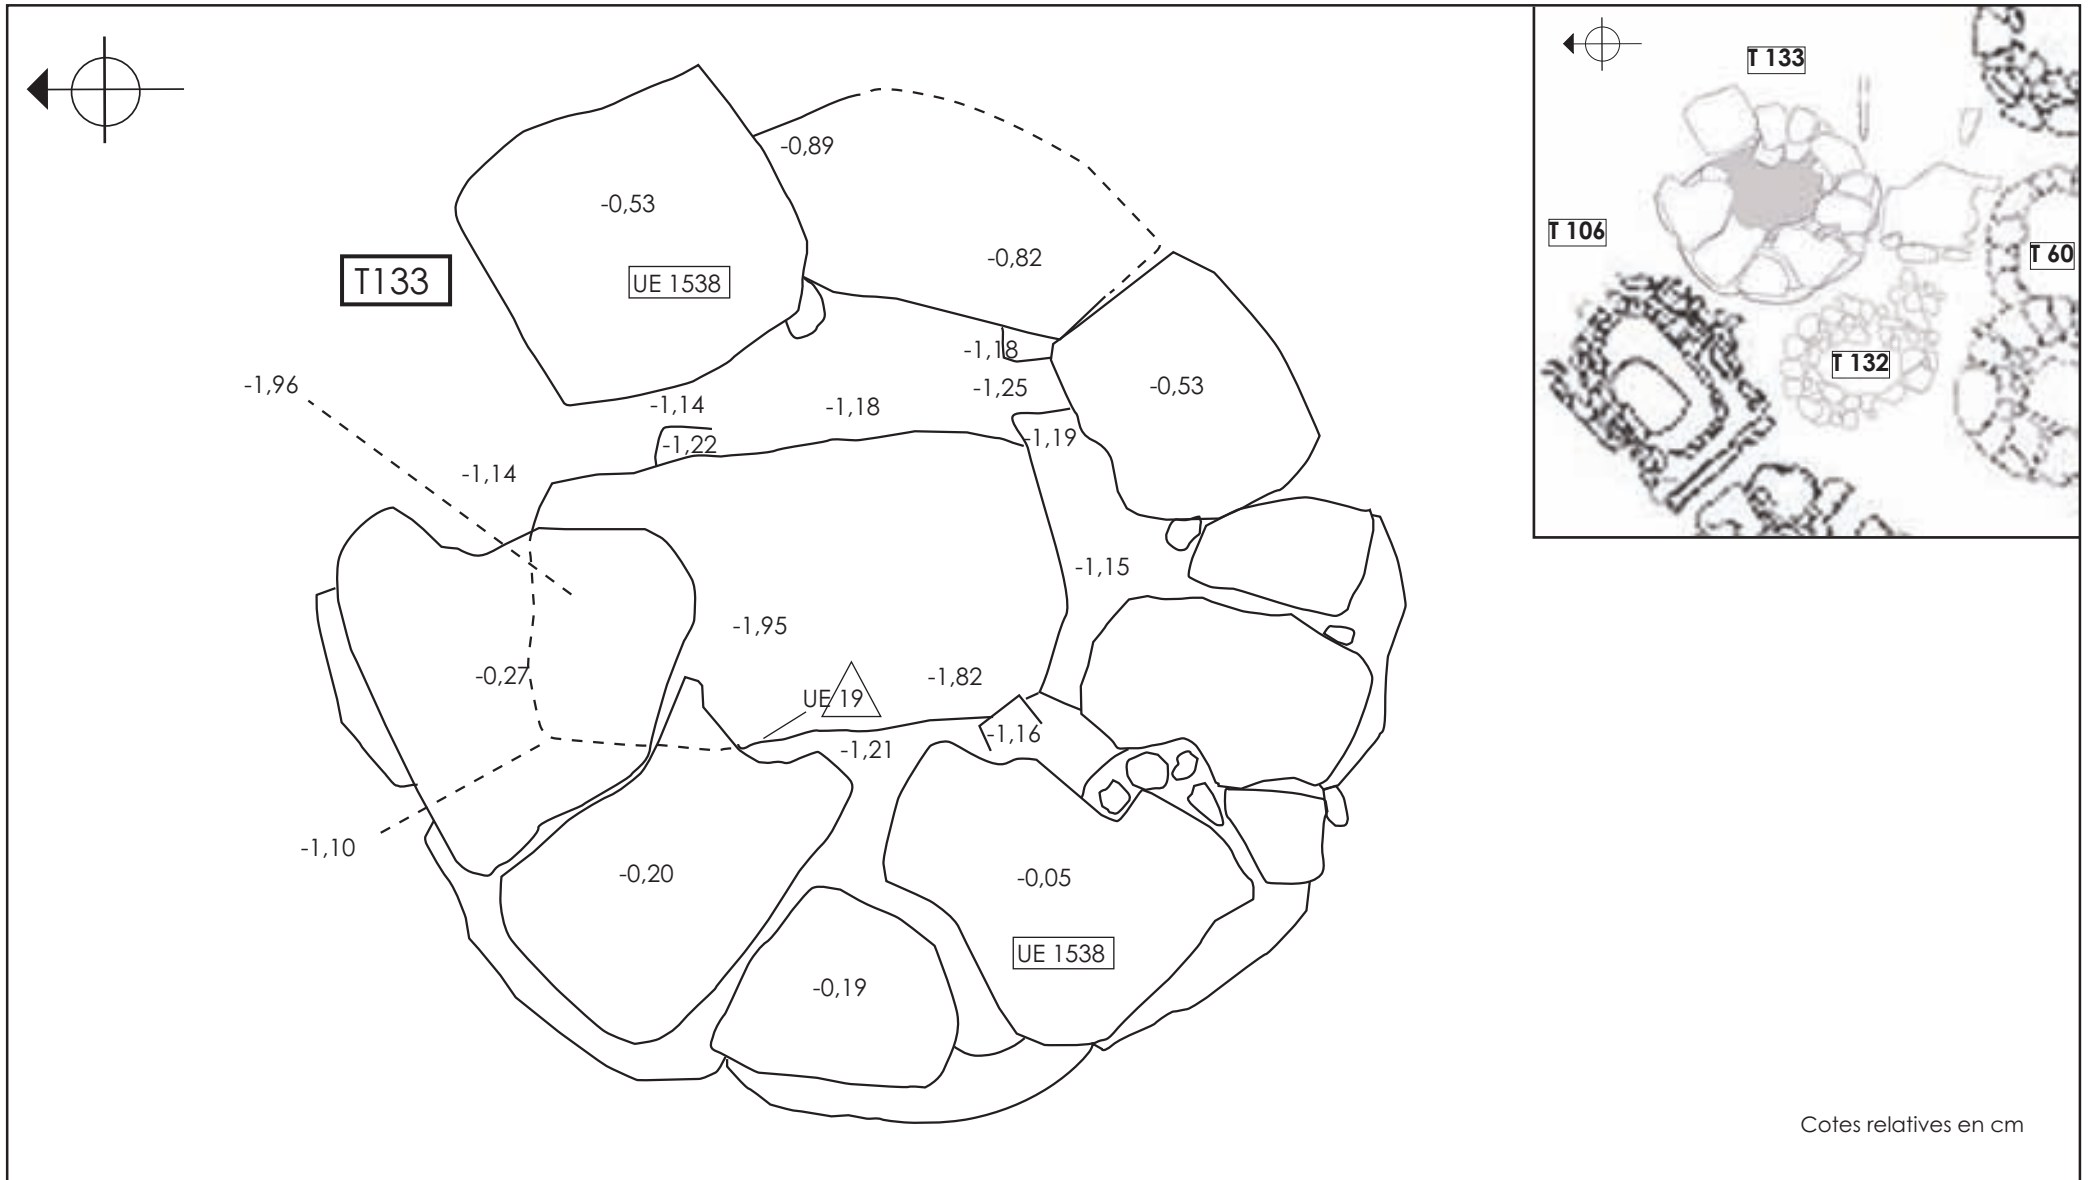 T 133
T 106
T 60
T 132
-0,89
-0,53
-0,82
T133
UE 1538
-1,18
-1,96
-1,25
-0,53
-1,14
-1,18
-1,22
-1,19
-1,14
-1,15
-1,95
-0,27
-1,82
UE 19
-1,16
-1,21
-1,10
-0,20
-0,05
UE 1538
-0,19
Cotes relatives en cm